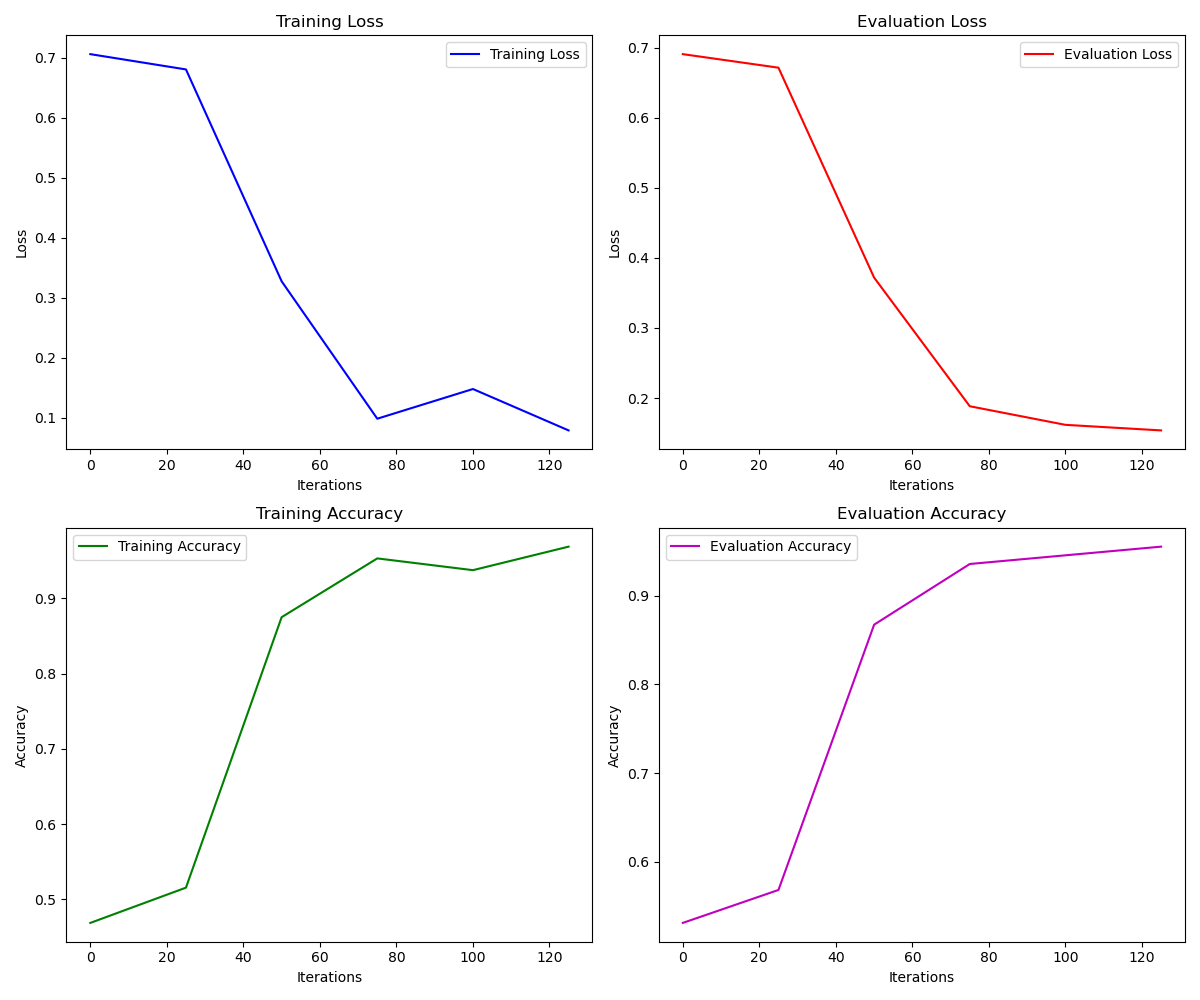 Training Loss
Training Loss
0.7
0.6
0.5
0.4
0.3
0.2
0.1
Loss
0 20 40 60 80 100 120
Iterations
Evaluation Loss
Evaluation Loss
0.7
0.6
0.5
0.4
0.3
0.2
Loss
0 20 40 60 80 100 120
Iterations
Training Accuracy
Training Accuracy
0.9
0.8
0.7
0.6
0.5
Accuracy
0 20 40 60 80 100 120
Iterations
Evaluation Accuracy
Evaluation Accuracy
0.9
0.8
0.7
0.6
Accuracy
0 20 40 60 80 100 120
Iterations